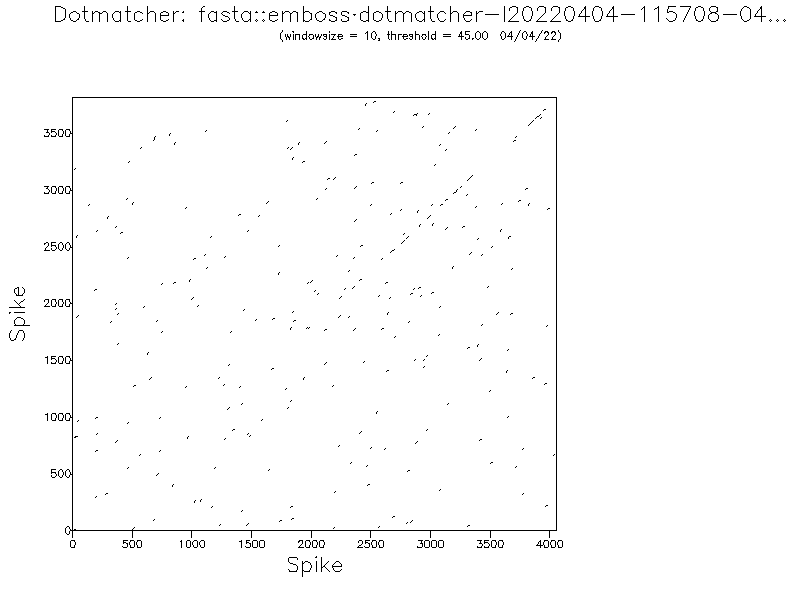 Dotmatcher: fasta::emboss-dotmatcher-I20220404-115708-04...
(windowsize = 10, threshold = 45.00 04/04/22)
3500
3000
2500
2000
1500
1000
500
0
Spike
0 500 1000 1500 2000 2500 3000 3500 4000
Spike